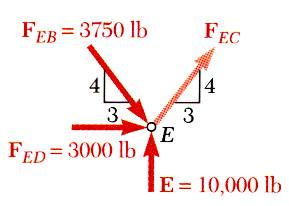 F_EB = 3750 lb
F_EC
4
4
3
3
E
F_ED = 3000 lb
E = 10,000 lb